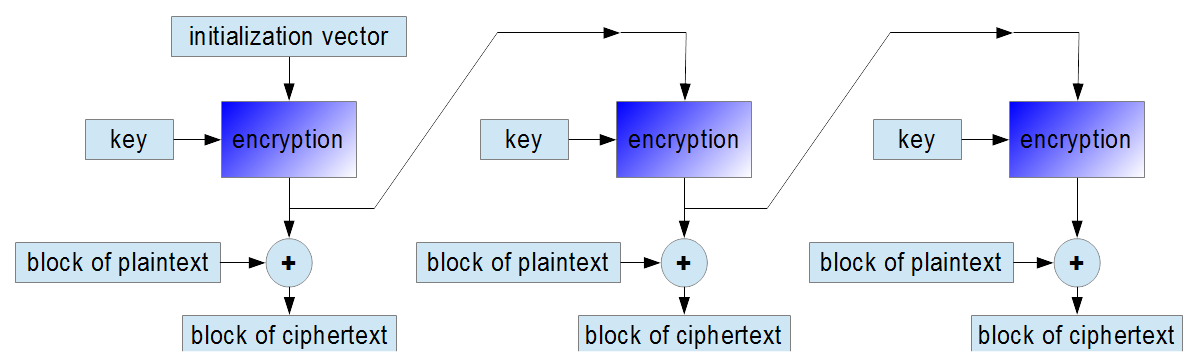 initialization vector
key
encryption
key
encryption
key
encryption
block of plaintext
+
block of plaintext
+
block of plaintext
+
block of ciphertext
block of ciphertext
block of ciphertext